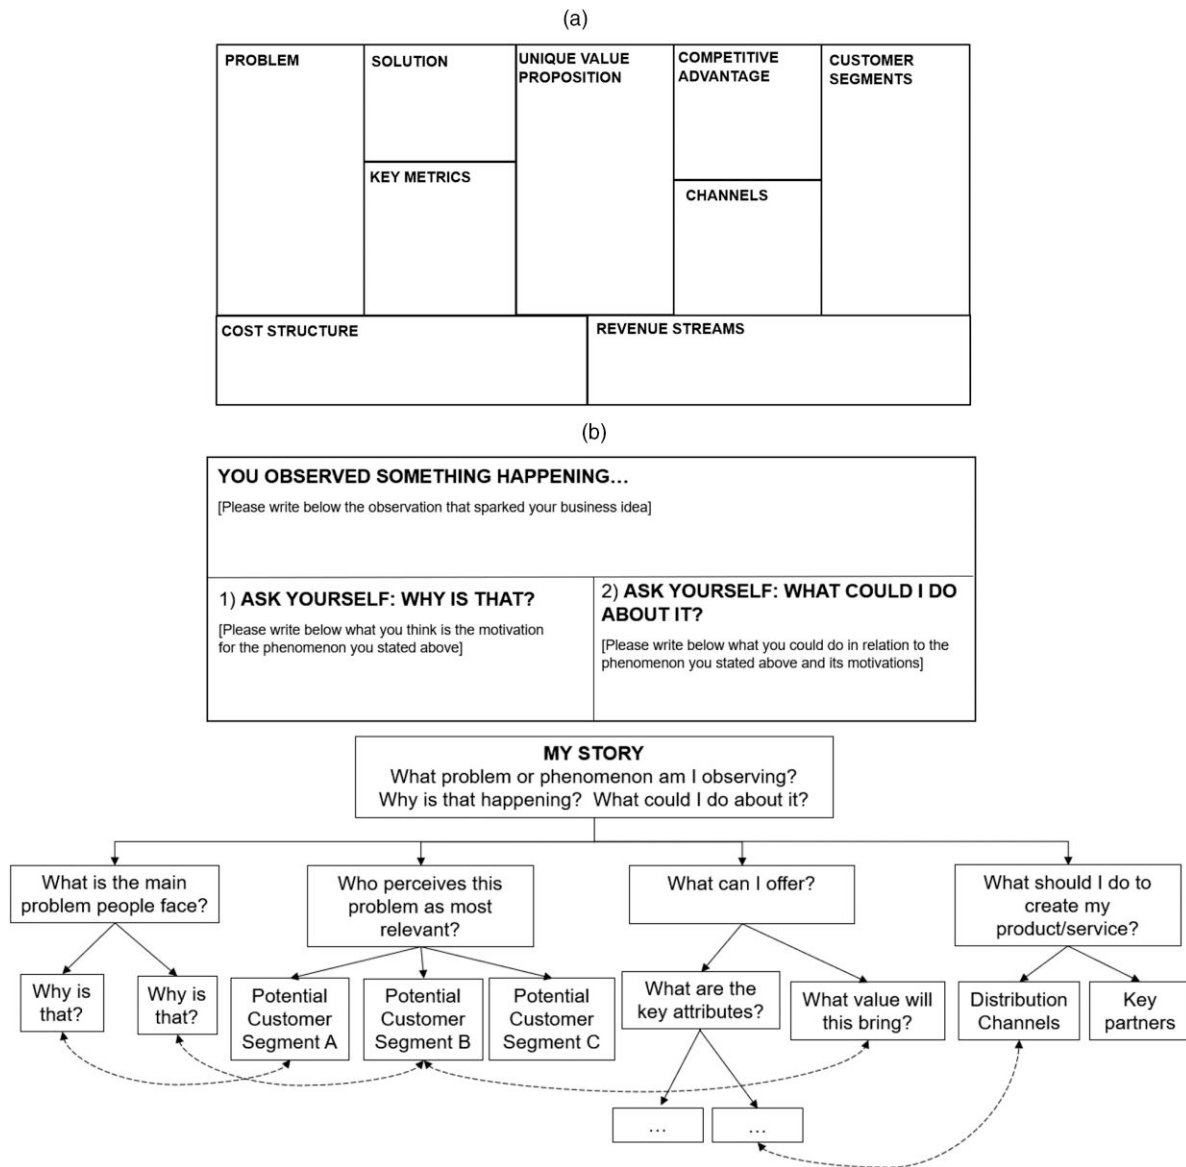 (a)
PROBLEM
SOLUTION
UNIQUE VALUE
PROPOSITION
COMPETITIVE
ADVANTAGE
CUSTOMER
SEGMENTS
KEY METRICS
CHANNELS
COST STRUCTURE
REVENUE STREAMS
(b)
YOU OBSERVED SOMETHING HAPPENING…
[Please write below the observation that sparked your business idea]
1) ASK YOURSELF: WHY IS THAT?
[Please write below what you think is the motivation
for the phenomenon you stated above]
2) ASK YOURSELF: WHAT COULD I DO
ABOUT IT?
[Please write below what you could do in relation to the
phenomenon you stated above and its motivations]
MY STORY
What problem or phenomenon am I observing?
Why is that happening? What could I do about it?
What is the main
problem people face?
Who perceives this
problem as most
relevant?
What can I offer?
What should I do to
create my
product/service?
Why is
that?
Why is
that?
Potential
Customer
Segment A
Potential
Customer
Segment B
Potential
Customer
Segment C
What are the
key attributes?
What value will
this bring?
Distribution
Channels
Key
partners
…
…